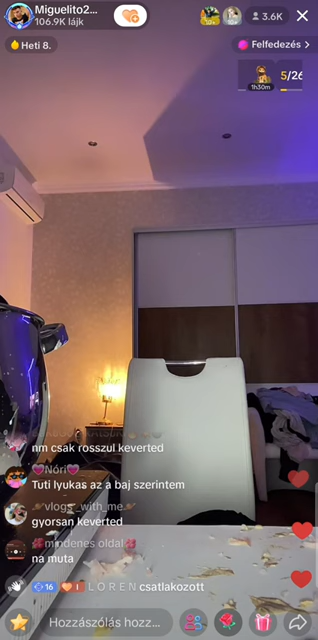 Miguelito2...
106.9K lájk
3.6K
Heti 8.
Felfedezés >
5/26
1h30m
nm csak rosszul keverted
Nóri
Tuti lyukas az a baj szerintem
vlogs_with_me
gyorsan keverted
mindenes oldal
na muta
16
1
L O R E N csatlakozott
Hozzászólás hozz...